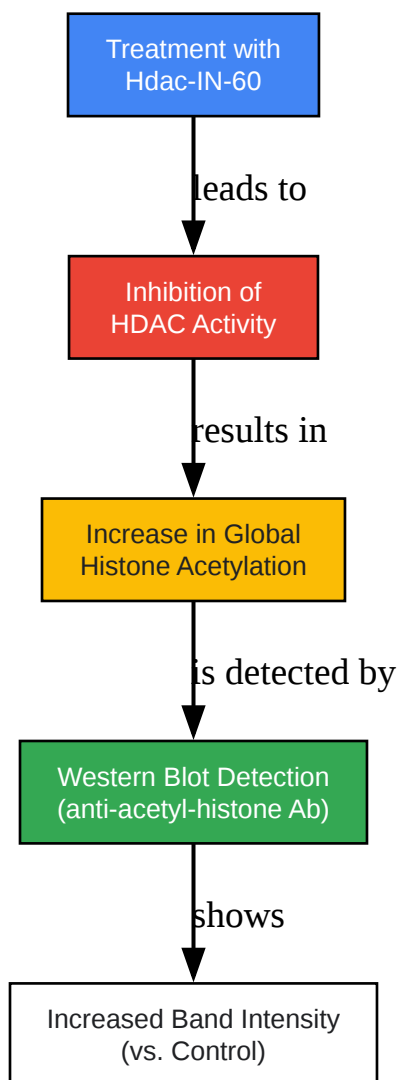 Treatment with
Hdac-IN-60
leads to
Inhibition of
HDAC Activity
results in
Increase in Global
Histone Acetylation
is detected by
Western Blot Detection
(anti-acetyl-histone Ab)
shows
Increased Band Intensity
(vs. Control)